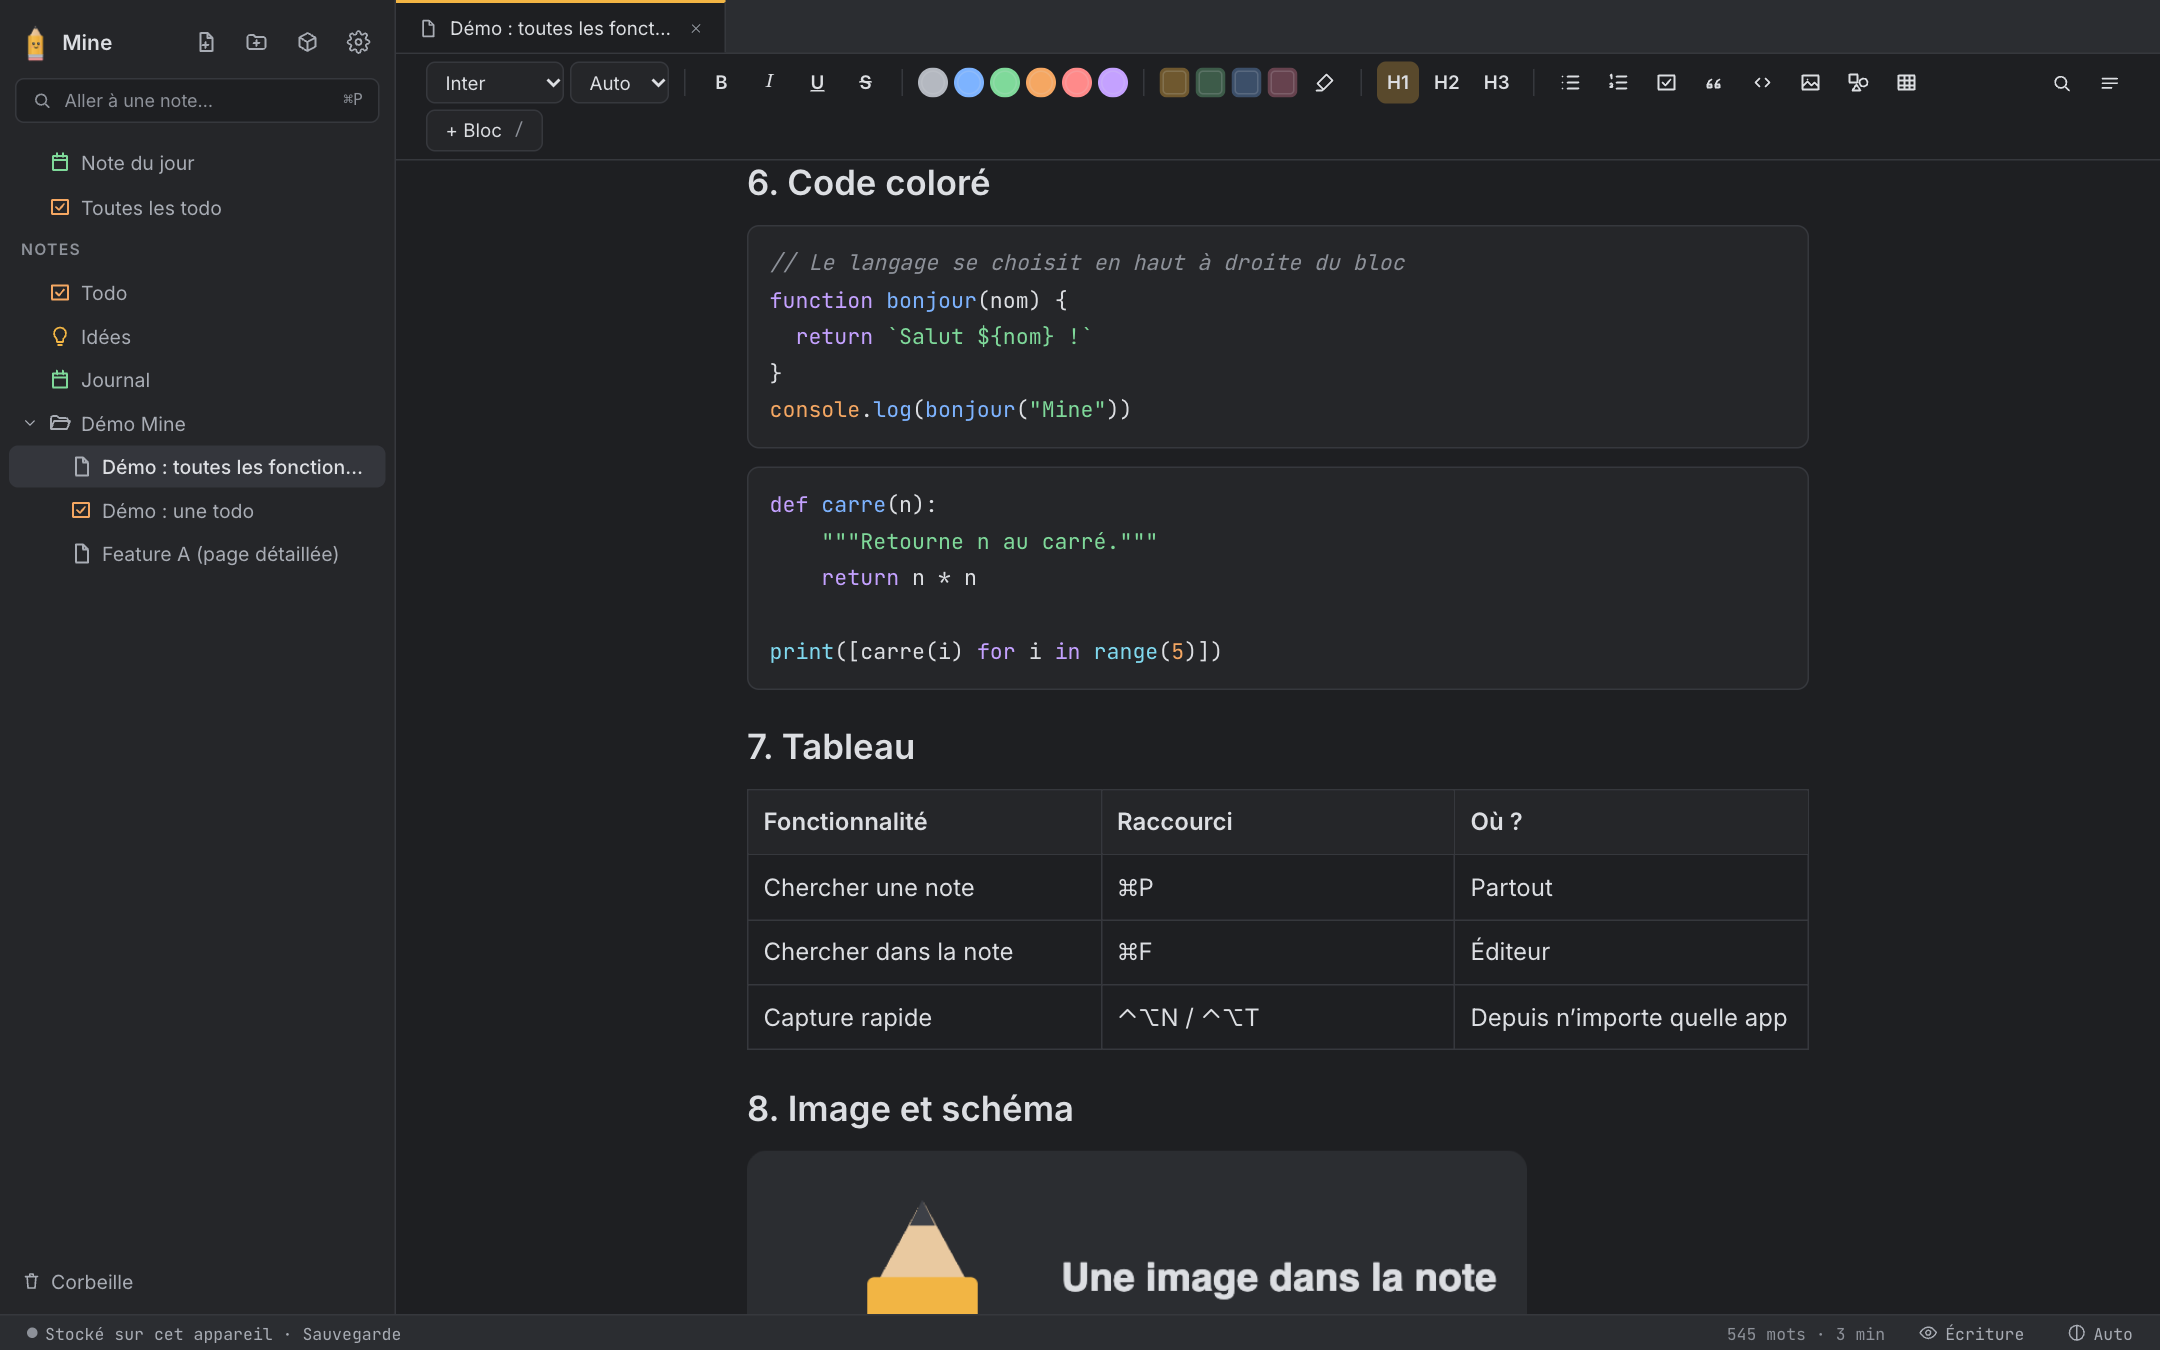 Mine
Aller à une note...
⌘P
Note du jour
Toutes les todo
NOTES
Todo
Idées
Journal
Démo Mine
Démo : toutes les fonction...
Démo : une todo
Feature A (page détaillée)
Corbeille
Démo : toutes les fonct... ×
Inter
Auto
B I U S
H1 H2 H3
+ Bloc /
6. Code coloré
// Le langage se choisit en haut à droite du bloc
function bonjour(nom) {
  return `Salut ${nom} !`
}
console.log(bonjour("Mine"))
def carre(n):
    """Retourne n au carré."""
    return n * n
print([carre(i) for i in range(5)])
7. Tableau
Fonctionnalité Raccourci Où ?
Chercher une note ⌘P Partout
Chercher dans la note ⌘F Éditeur
Capture rapide ⌃⌥N / ⌃⌥T Depuis n’importe quelle app
8. Image et schéma
Une image dans la note
Stocké sur cet appareil · Sauvegarde
545 mots · 3 min
Écriture
Auto